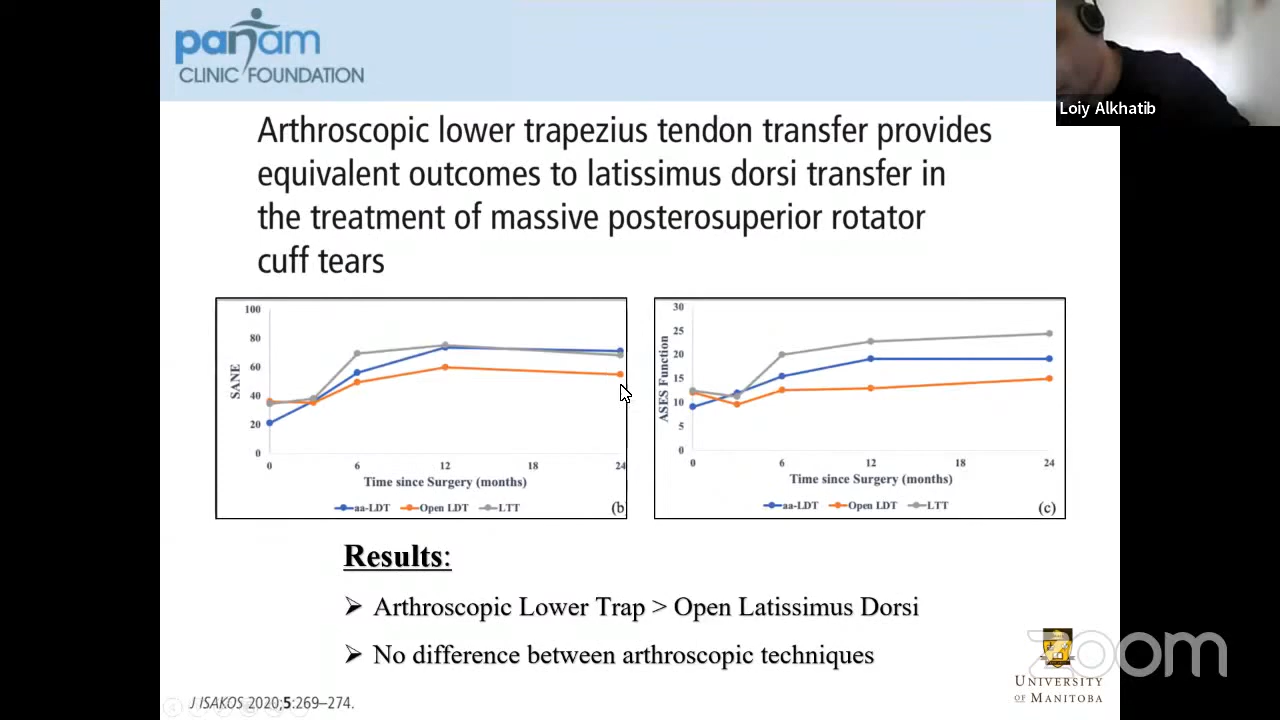 panam
CLINIC FOUNDATION
Loiy Alkhatib
Arthroscopic lower trapezius tendon transfer provides
equivalent outcomes to latissimus dorsi transfer in
the treatment of massive posterosuperior rotator
cuff tears
100
80
60
40
20
0
SANE
0 6 12 18 24
Time since Surgery (months)
aa-LDT Open LDT LTT
(b
30
25
20
15
10
5
0
ASES Function
0 6 12 18 24
Time since Surgery (months)
aa-LDT Open LDT LTT
(c)
Results:
➢ Arthroscopic Lower Trap > Open Latissimus Dorsi
➢ No difference between arthroscopic techniques
zoom
UNIVERSITY
OF MANITOBA
J ISAKOS 2020;5:269–274.